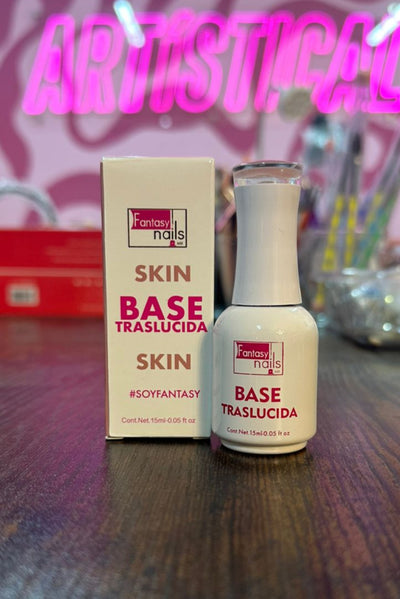 ARTÍSTICAL
Fantasy
nails
SKIN
BASE
TRASLUCIDA
SKIN
#SOYFANTASY
Cont.Net.15ml-0.05 ft oz
Fantasy
nails
BASE
TRASLUCIDA
Cont.Net.15ml-0.05 ft oz